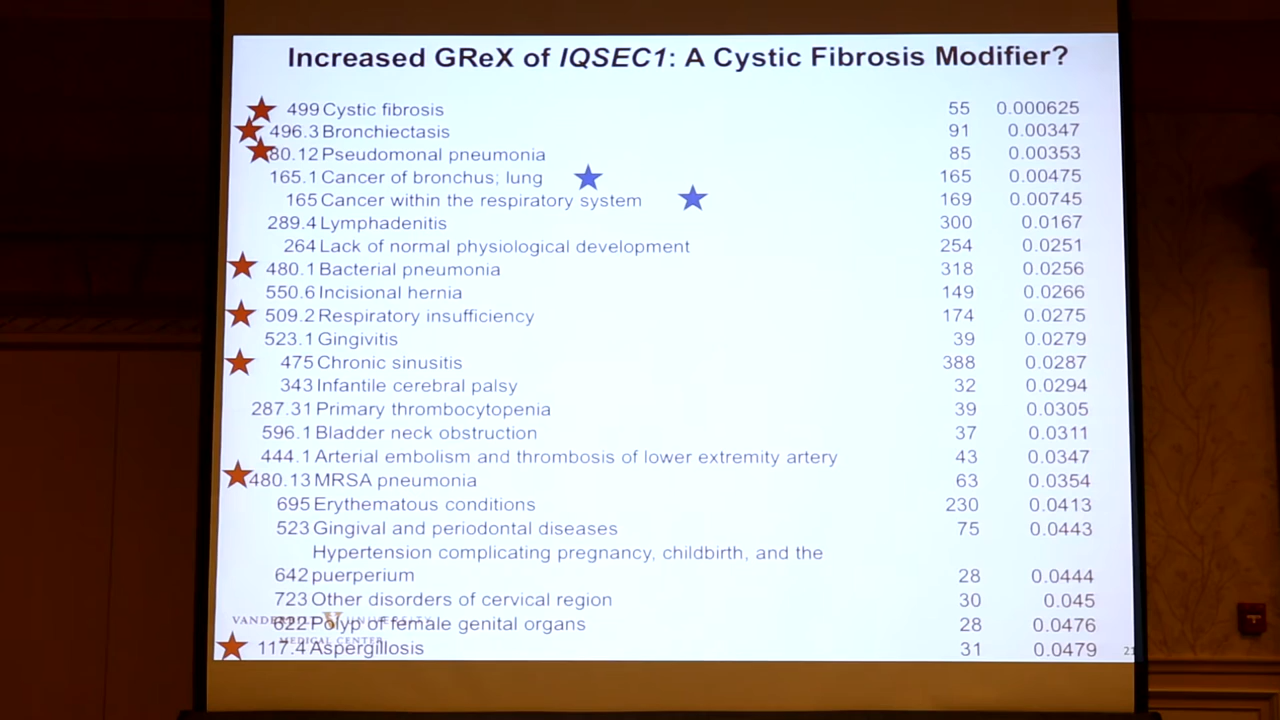 Increased GReX of IQSEC1: A Cystic Fibrosis Modifier?
499 Cystic fibrosis 55 0.000625
496.3 Bronchiectasis 91 0.00347
80.12 Pseudomonal pneumonia 85 0.00353
165.1 Cancer of bronchus; lung 165 0.00475
165 Cancer within the respiratory system 169 0.00745
289.4 Lymphadenitis 300 0.0167
264 Lack of normal physiological development 254 0.0251
480.1 Bacterial pneumonia 318 0.0256
550.6 Incisional hernia 149 0.0266
509.2 Respiratory insufficiency 174 0.0275
523.1 Gingivitis 39 0.0279
475 Chronic sinusitis 388 0.0287
343 Infantile cerebral palsy 32 0.0294
287.31 Primary thrombocytopenia 39 0.0305
596.1 Bladder neck obstruction 37 0.0311
444.1 Arterial embolism and thrombosis of lower extremity artery 43 0.0347
480.13 MRSA pneumonia 63 0.0354
695 Erythematous conditions 230 0.0413
523 Gingival and periodontal diseases 75 0.0443
Hypertension complicating pregnancy, childbirth, and the
642 puerperium 28 0.0444
723 Other disorders of cervical region 30 0.045
VANDERBILT V UNIVERSITY
622 Polyp of female genital organs 28 0.0476
MEDICAL CENTER
117.4 Aspergillosis 31 0.0479